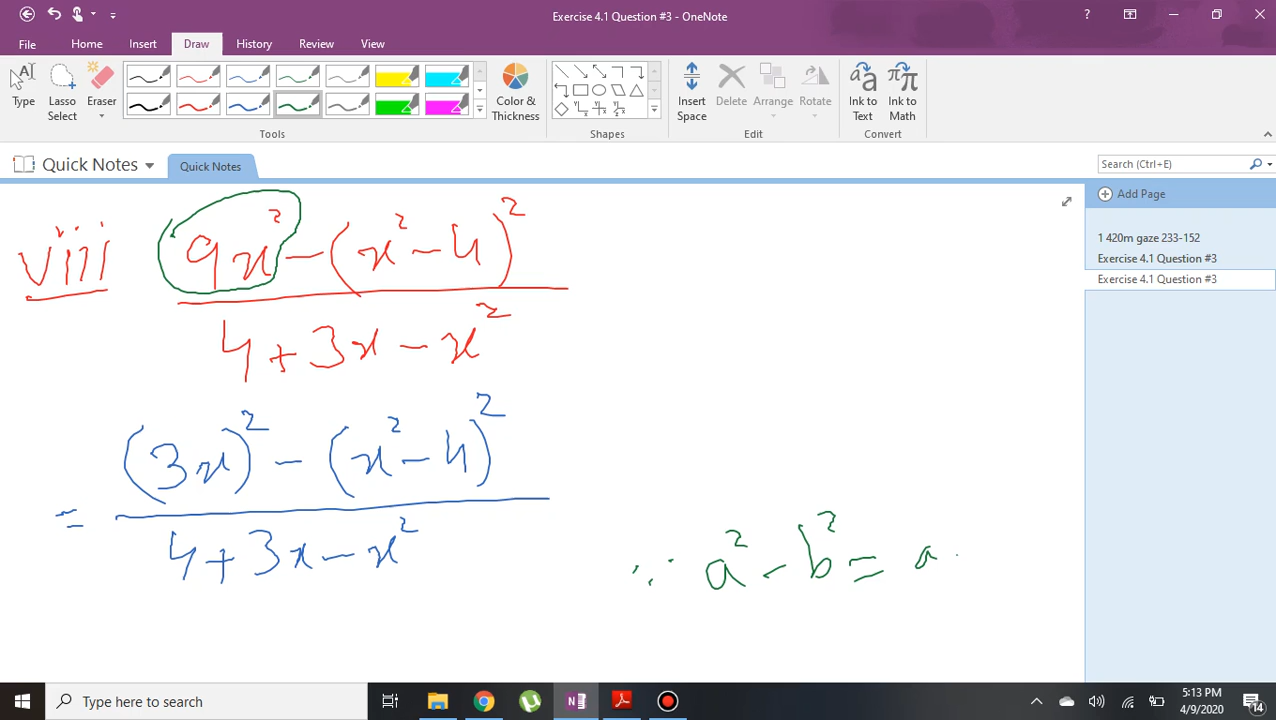 Exercise 4.1 Question #3 - OneNote
File Home Insert Draw History Review View
Type
Lasso Select
Eraser
Color & Thickness
Insert Space
Delete
Arrange
Rotate
Ink to Text
Ink to Math
Tools
Shapes
Edit
Convert
Quick Notes
Quick Notes
Search (Ctrl+E)
Add Page
1 420m gaze 233-152
Exercise 4.1 Question #3
Exercise 4.1 Question #3
viii 9x² - (x² - 4)²
4 + 3x - x²
(3x)² - (x² - 4)²
=
4 + 3x - x²
∵ a² - b² = a
Type here to search
5:13 PM
4/9/2020
14